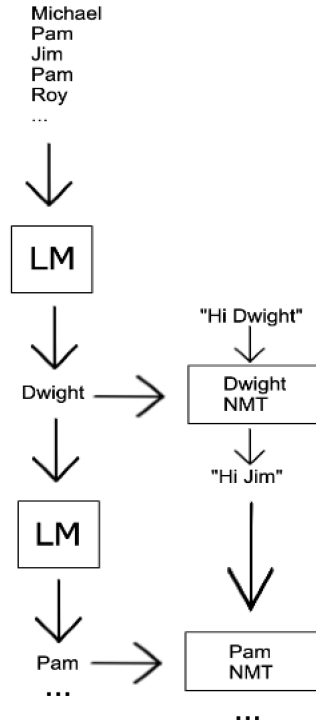 Michael
Pam
Jim
Pam
Roy
...
LM
"Hi Dwight"
Dwight
Dwight
NMT
"Hi Jim"
LM
Pam
...
Pam
NMT
...